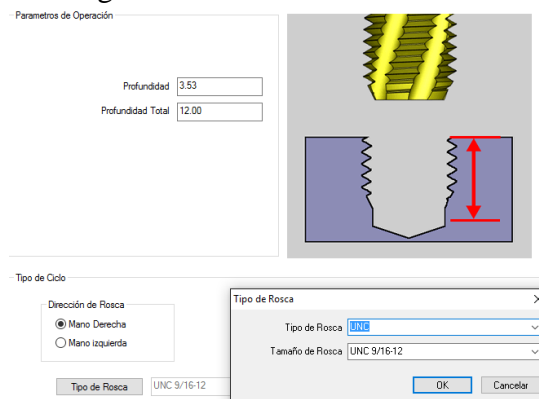 Parametros de Operación
Profundidad 3.53
Profundidad Total 12.00
Tipo de Ciclo
Dirección de Rosca
Mano Derecha
Mano izquierda
Tipo de Rosca UNC 9/16-12
Tipo de Rosca
Tipo de Rosca UNC
Tamaño de Rosca UNC 9/16-12
OK Cancelar